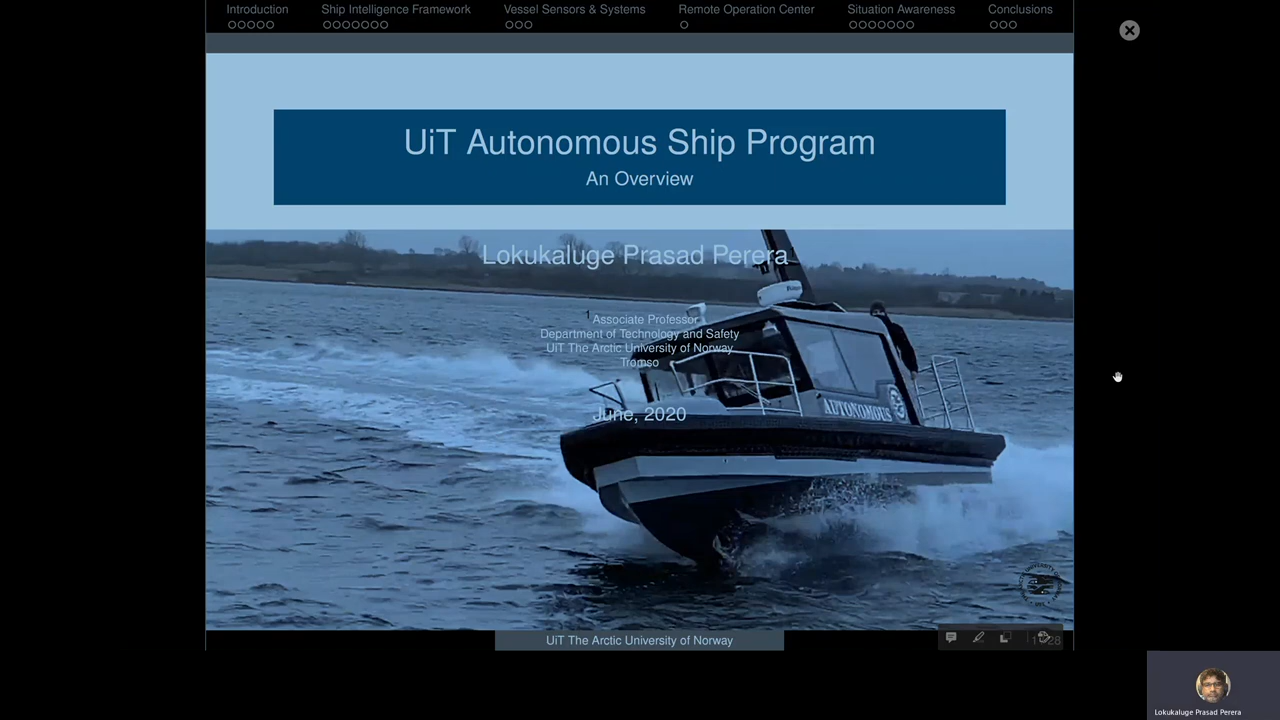 Introduction
Ship Intelligence Framework
Vessel Sensors & Systems
Remote Operation Center
Situation Awareness
Conclusions
UiT Autonomous Ship Program
An Overview
Lokukaluge Prasad Perera
1
Associate Professor
Department of Technology and Safety
UiT The Arctic University of Norway
Tromso
June, 2020
AUTONOMOUS
UiT The Arctic University of Norway
Lokukaluge Prasad Perera